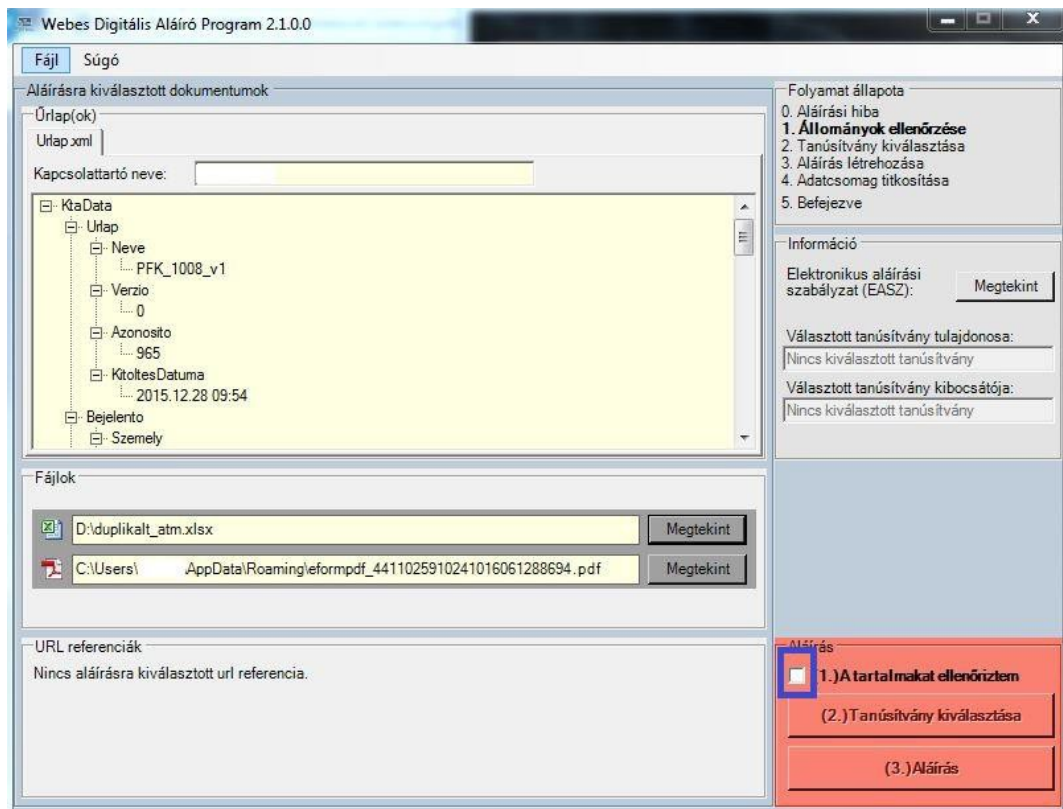 Webes Digitális Aláíró Program 2.1.0.0
Fájl Súgó
Aláírásra kiválasztott dokumentumok
Űrlap(ok)
Urlap.xml
Kapcsolattartó neve:
KtaData
Urlap
Neve
PFK_1008_v1
Verzio
0
Azonosito
965
KitoltesDatuma
2015.12.28 09:54
Bejelento
Szemely
Fájlok
D:\duplikalt_atm.xlsx Megtekint
C:\Users\ .AppData\Roaming\eformpdf_4411025910241016061288694.pdf Megtekint
URL referenciák
Nincs aláírásra kiválasztott url referencia.
Folyamat állapota
0. Aláírási hiba
1. Állományok ellenőrzése
2. Tanúsítvány kiválasztása
3. Aláírás létrehozása
4. Adatcsomag titkosítása
5. Befejezve
Információ
Elektronikus aláírási
szabályzat (EASZ): Megtekint
Választott tanúsítvány tulajdonosa:
Nincs kiválasztott tanúsítvány
Választott tanúsítvány kibocsátója:
Nincs kiválasztott tanúsítvány
Aláírás
(1.)A tartalmakat ellenőriztem
(2.)Tanúsítvány kiválasztása
(3.)Aláírás